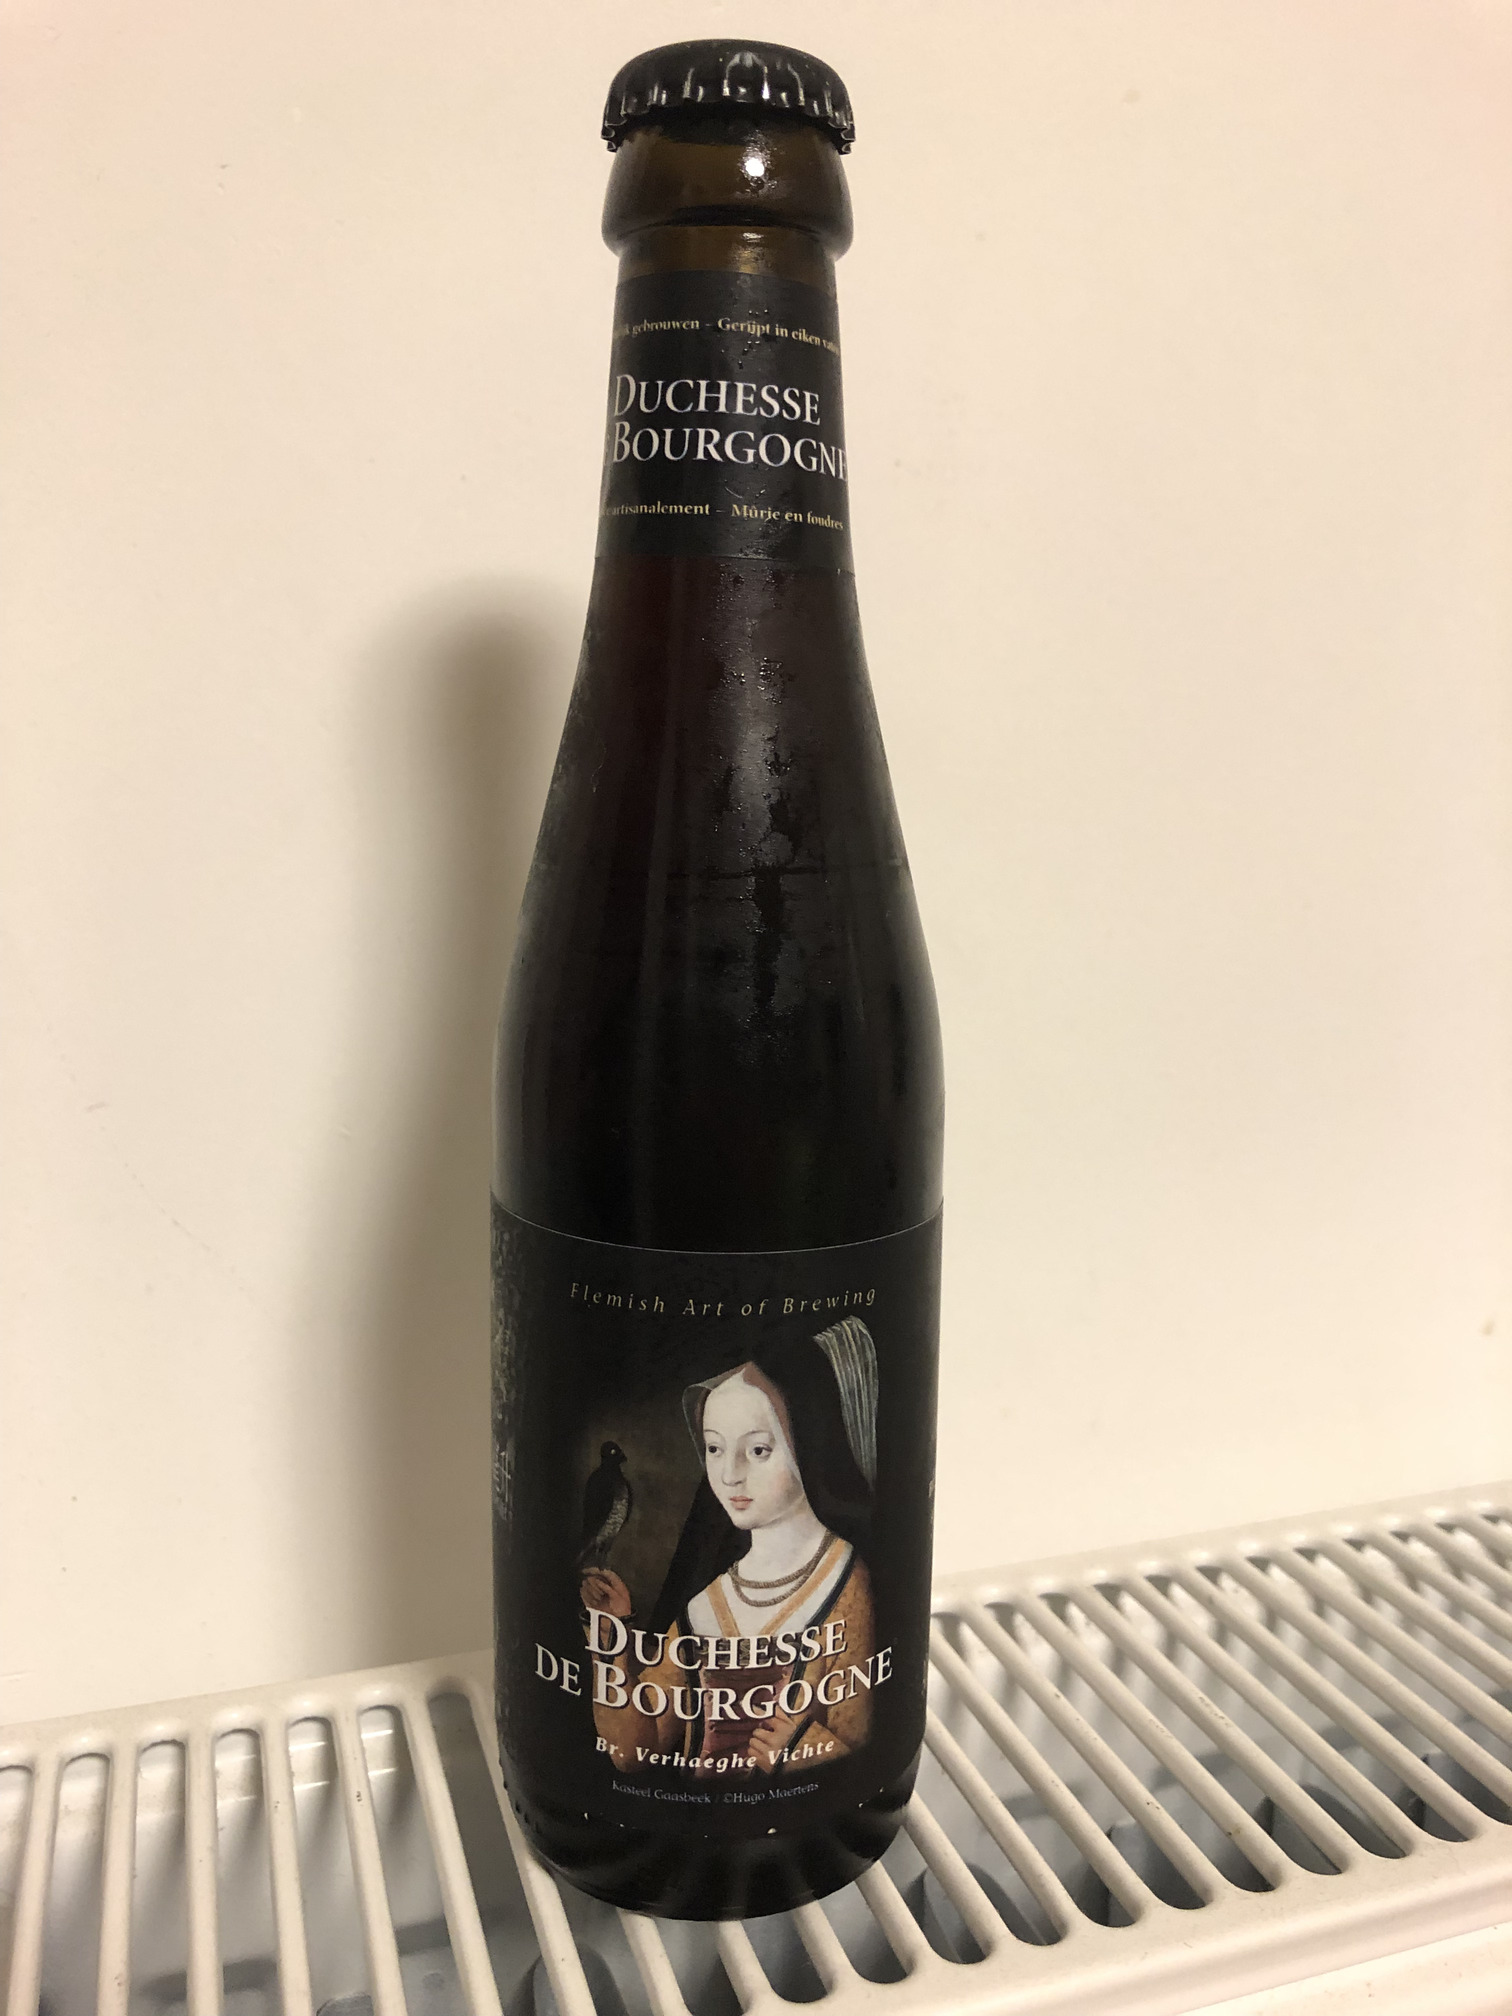 gebrouwen - Gerijpt in eiken
DUCHESSE
BOURGOGNE
artisanalement - Mûrie en foudres
Flemish Art of Brewing
DUCHESSE
DE BOURGOGNE
Br. Verhaeghe Vichte
Kasteel Gaasbeek / ©Hugo Maertens